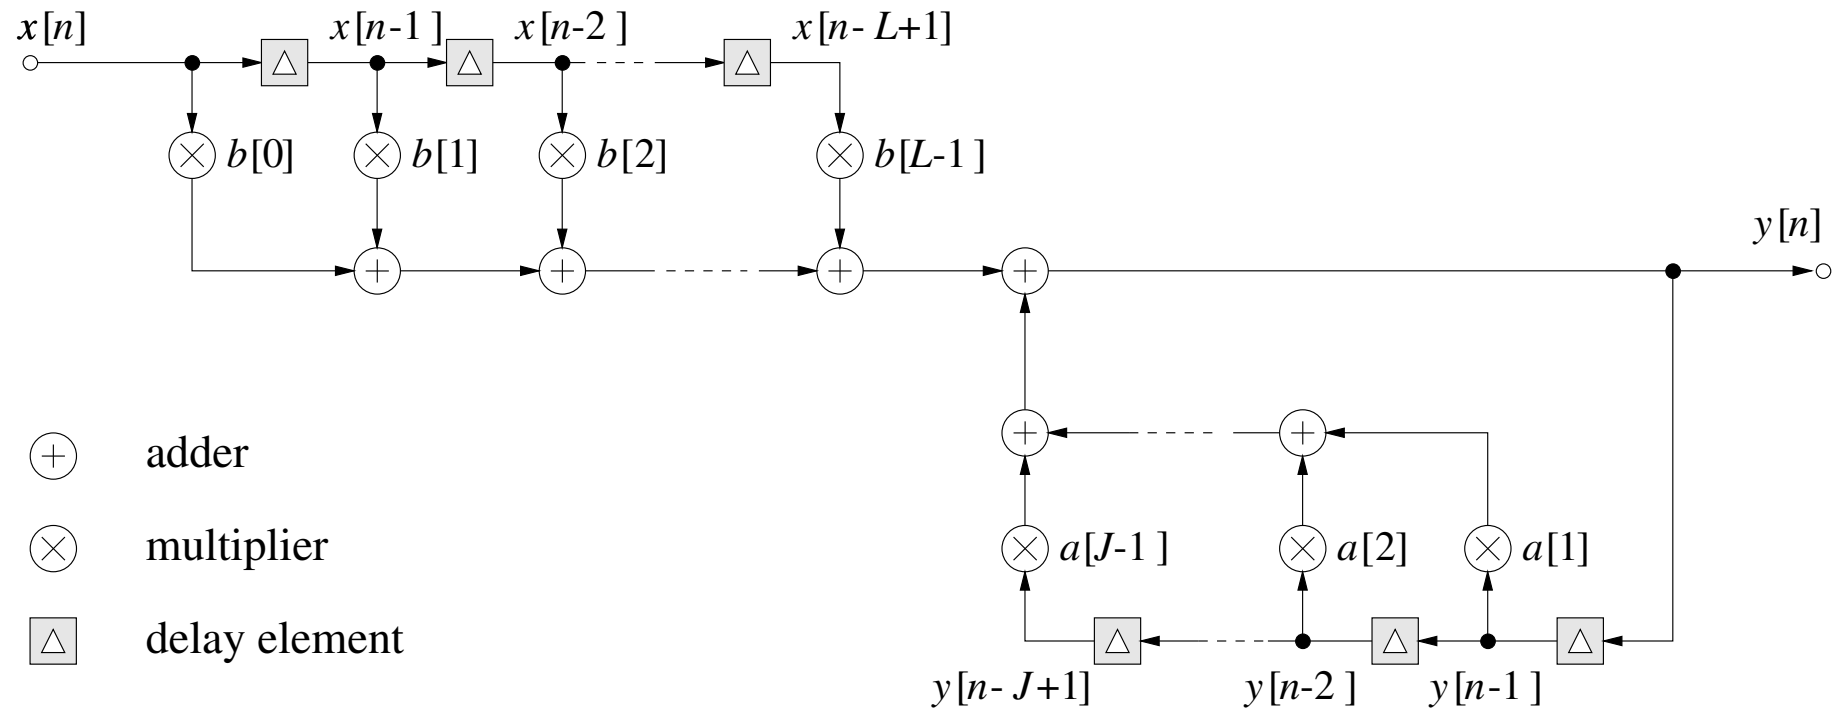 x[n] x[n-1] x[n-2] x[n-L+1]
b[0] b[1] b[2] b[L-1]
y[n]
adder
multiplier a[J-1] a[2] a[1]
delay element
y[n-J+1] y[n-2] y[n-1]